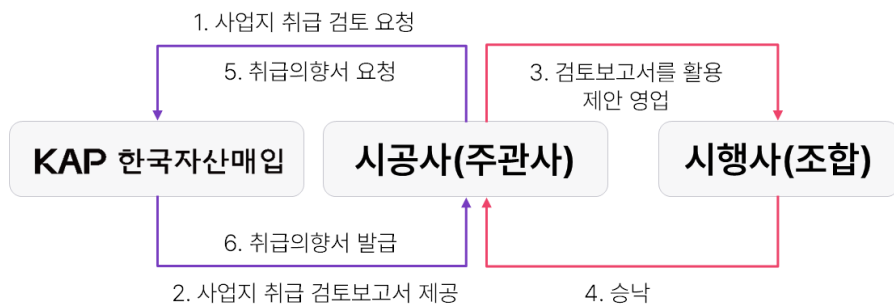 1. 사업지 취급 검토 요청
5. 취급의향서 요청
3. 검토보고서를 활용
제안 영업
KAP 한국자산매입
시공사(주관사)
시행사(조합)
6. 취급의향서 발급
2. 사업지 취급 검토보고서 제공
4. 승낙